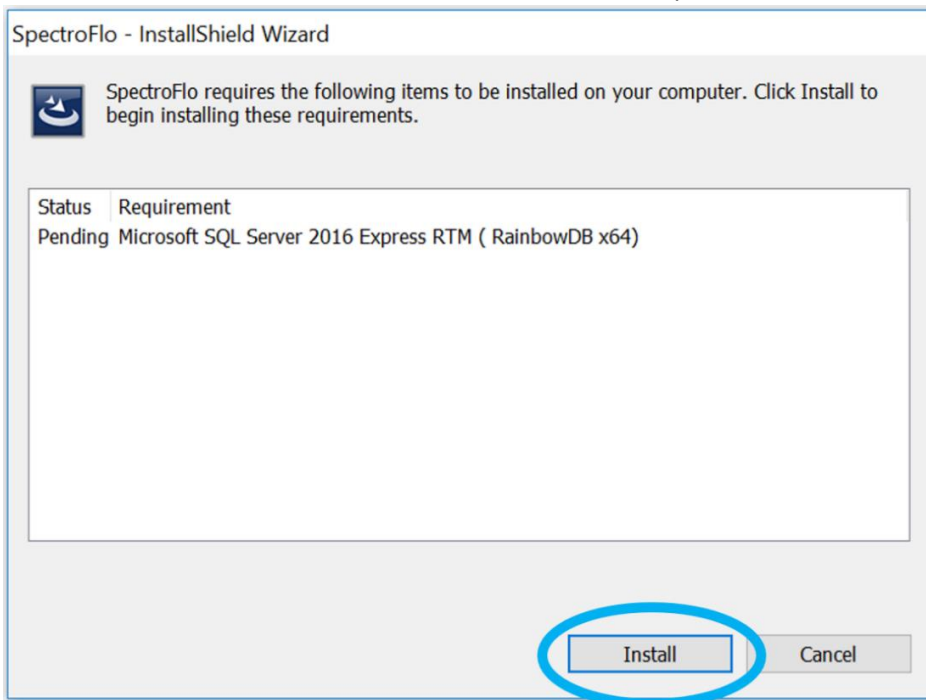 SpectroFlo - InstallShield Wizard
SpectroFlo requires the following items to be installed on your computer. Click Install to
begin installing these requirements.
Status Requirement
Pending Microsoft SQL Server 2016 Express RTM ( RainbowDB x64)
Install Cancel